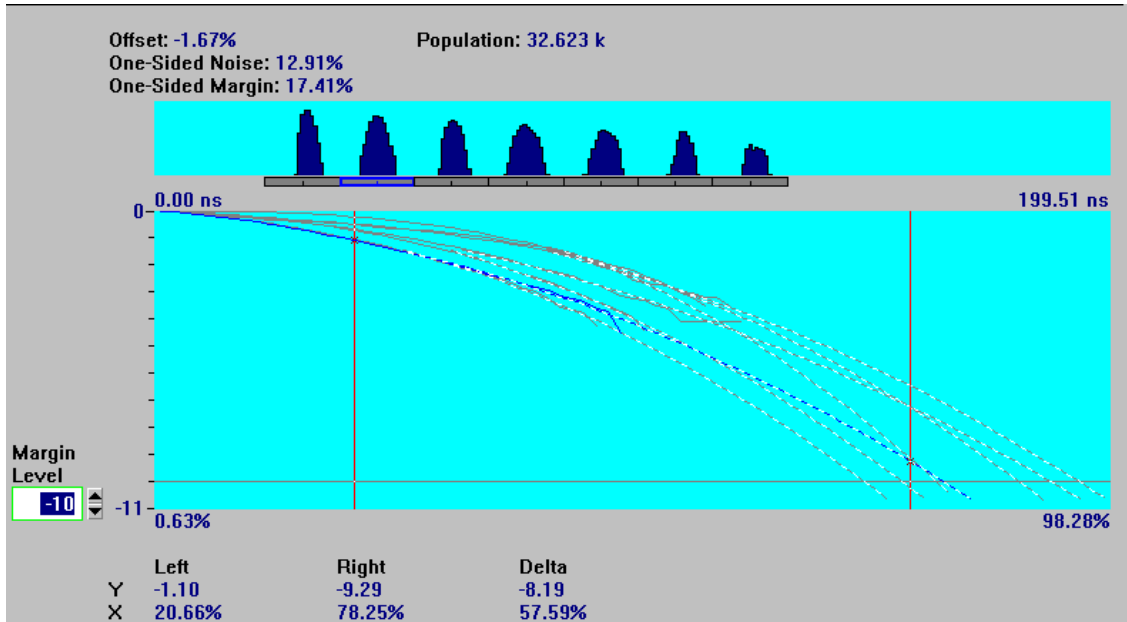 Offset: -1.67% Population: 32.623 k
One-Sided Noise: 12.91%
One-Sided Margin: 17.41%
0.00 ns 199.51 ns
0
Margin
Level
-10
-11
0.63% 98.28%
Left Right Delta
Y -1.10 -9.29 -8.19
X 20.66% 78.25% 57.59%